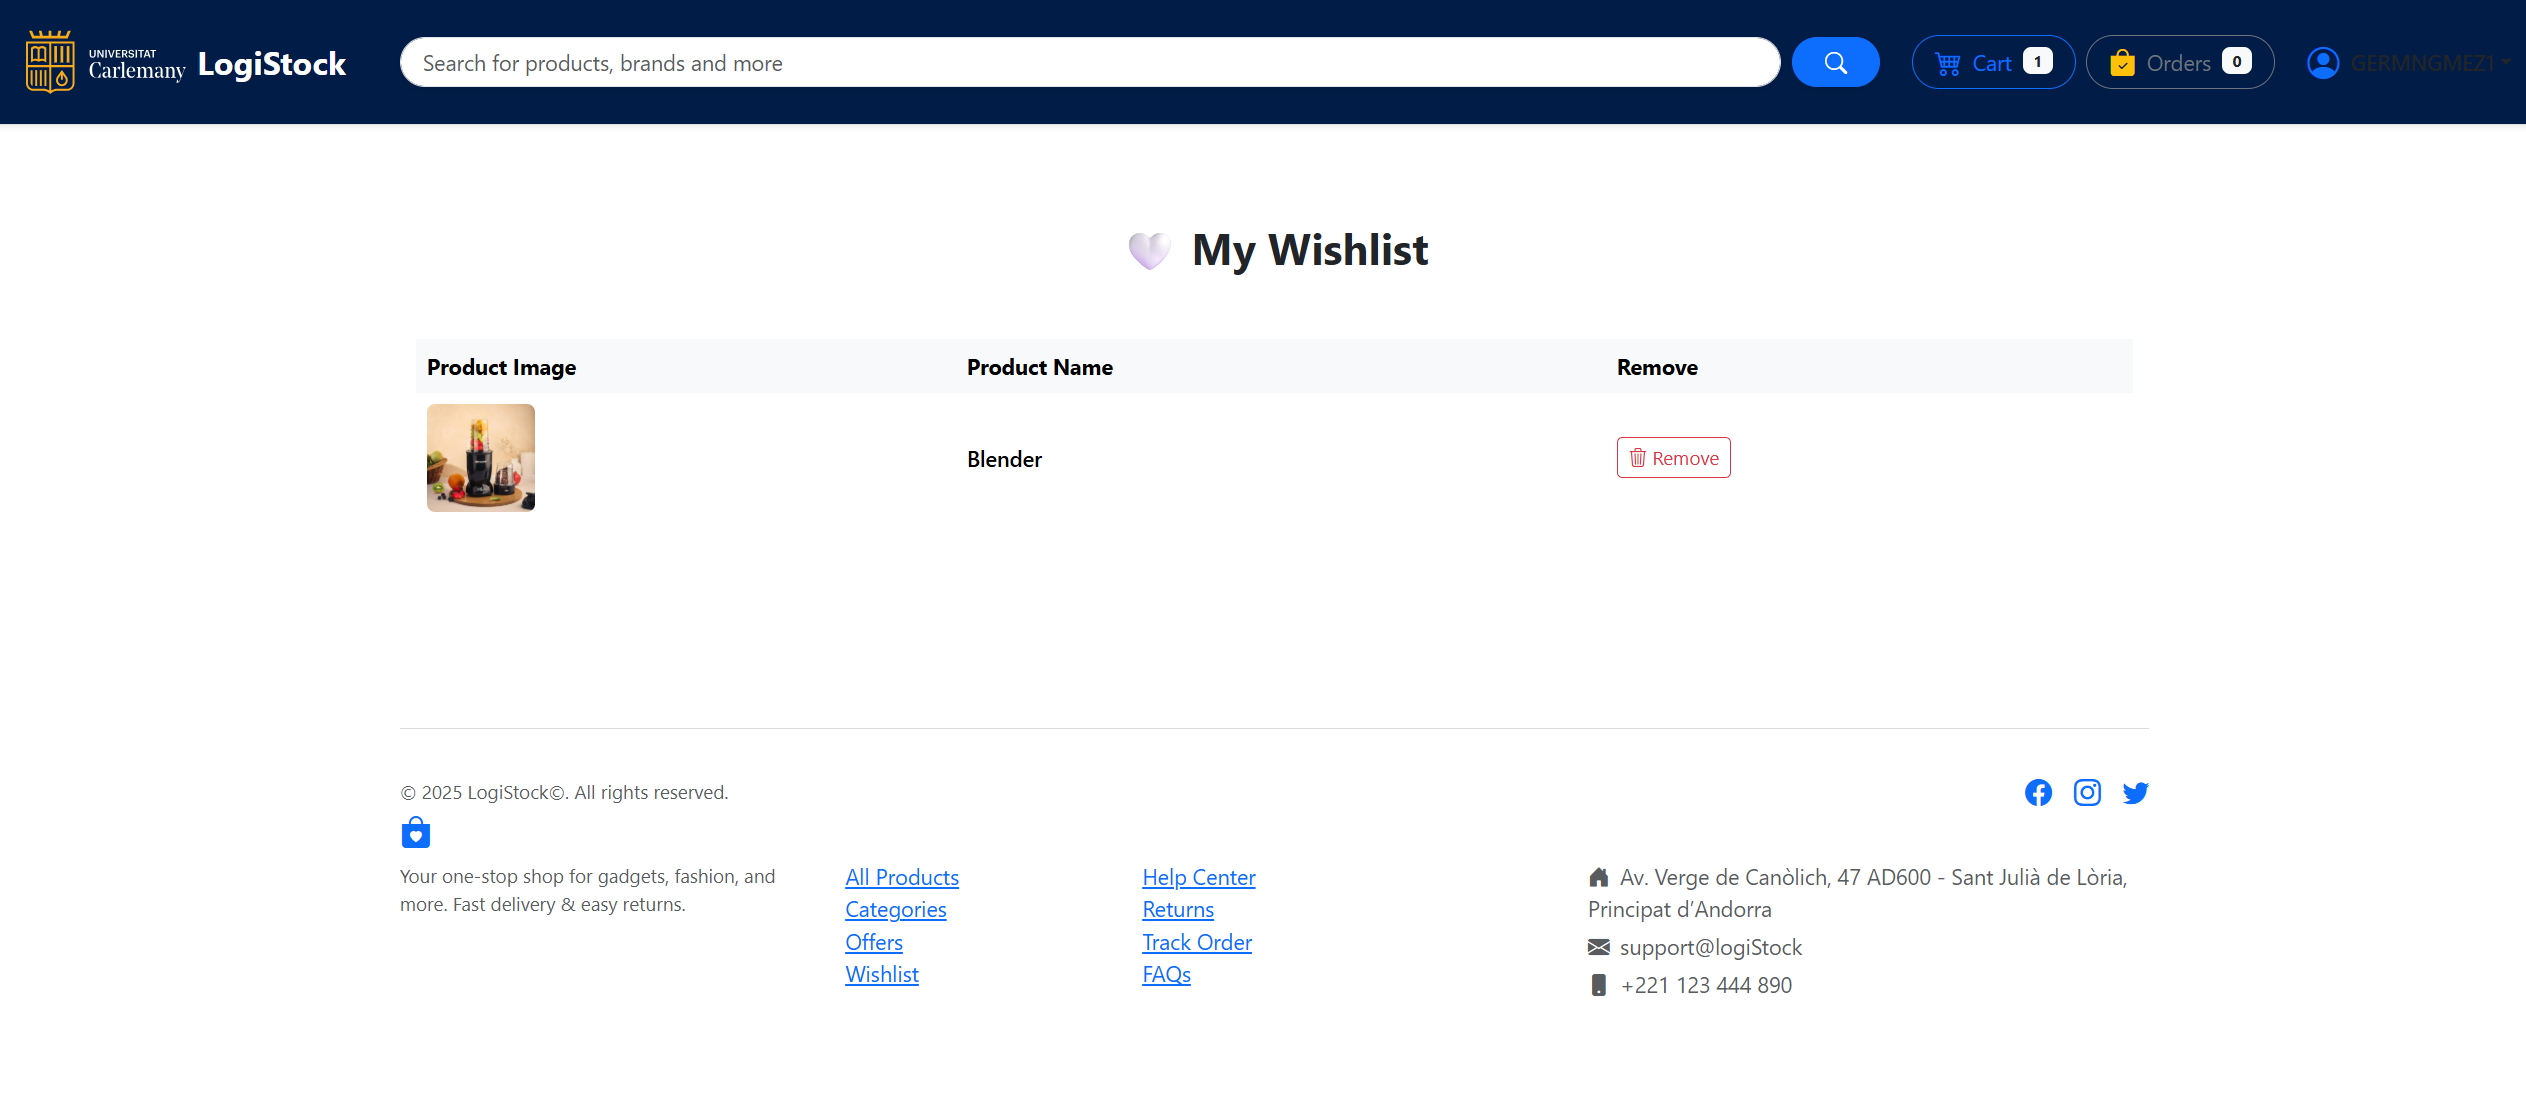 UNIVERSITAT
Carlemany
LogiStock
Search for products, brands and more
Cart 1
Orders 0
GERMNGMEZ1
My Wishlist
Product Image Product Name Remove
Blender Remove
© 2025 LogiStock©. All rights reserved.
Your one-stop shop for gadgets, fashion, and
more. Fast delivery & easy returns.
All Products
Categories
Offers
Wishlist
Help Center
Returns
Track Order
FAQs
Av. Verge de Canòlich, 47 AD600 - Sant Julià de Lòria,
Principat d’Andorra
support@logiStock
+221 123 444 890